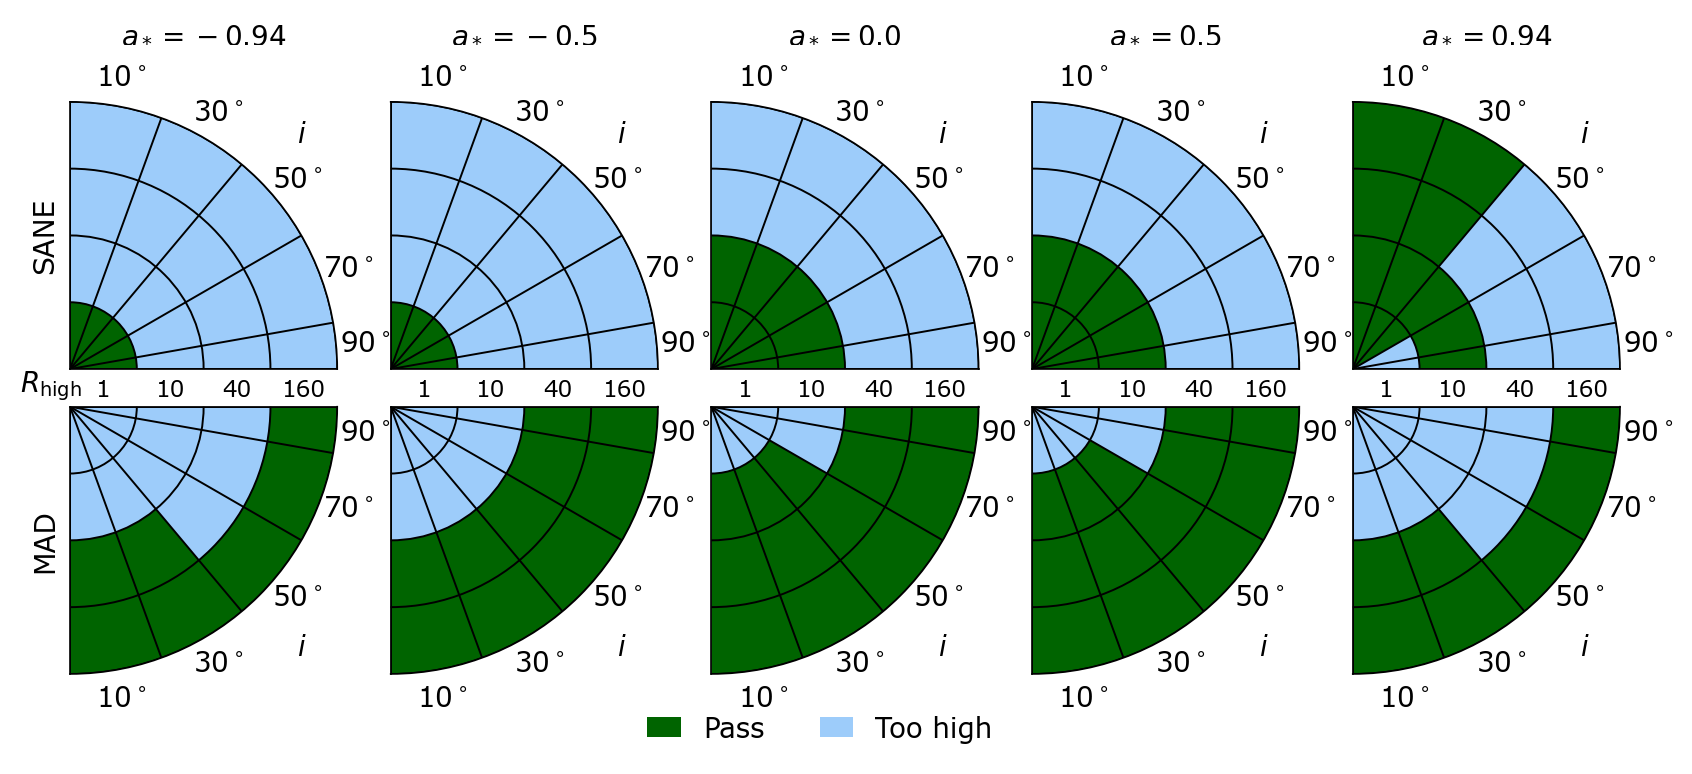 a* = −0.94 a* = −0.5 a* = 0.0 a* = 0.5 a* = 0.94
10° 10° 10° 10° 10°
30° 30° 30° 30° 30°
i i i i i
50° 50° 50° 50° 50°
SANE
70° 70° 70° 70° 70°
90° 90° 90° 90° 90°
R_high 1 10 40 160 1 10 40 160 1 10 40 160 1 10 40 160 1 10 40 160
90° 90° 90° 90° 90°
70° 70° 70° 70° 70°
MAD
50° 50° 50° 50° 50°
i i i i i
30° 30° 30° 30° 30°
10° 10° 10° 10° 10°
Pass Too high